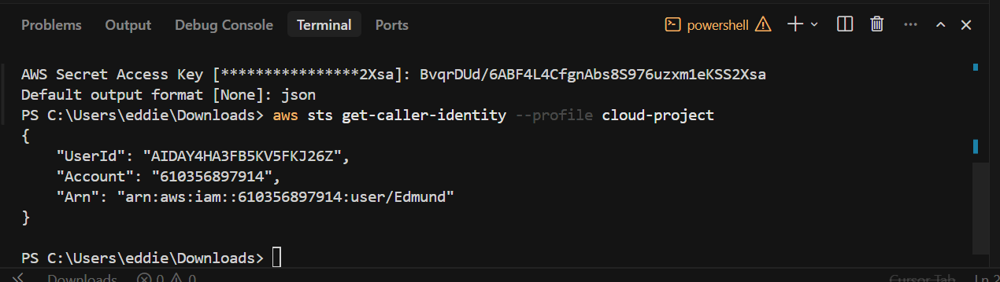 Problems Output Debug Console Terminal Ports powershell
AWS Secret Access Key [****************2Xsa]: BvqrDUd/6ABF4L4CfgnAbs8S976uzxm1eKSS2Xsa
Default output format [None]: json
PS C:\Users\eddie\Downloads> aws sts get-caller-identity --profile cloud-project
{
    "UserId": "AIDAY4HA3FB5KV5FKJ26Z",
    "Account": "610356897914",
    "Arn": "arn:aws:iam::610356897914:user/Edmund"
}
PS C:\Users\eddie\Downloads>
Downloads 0 0 Cursor Tab